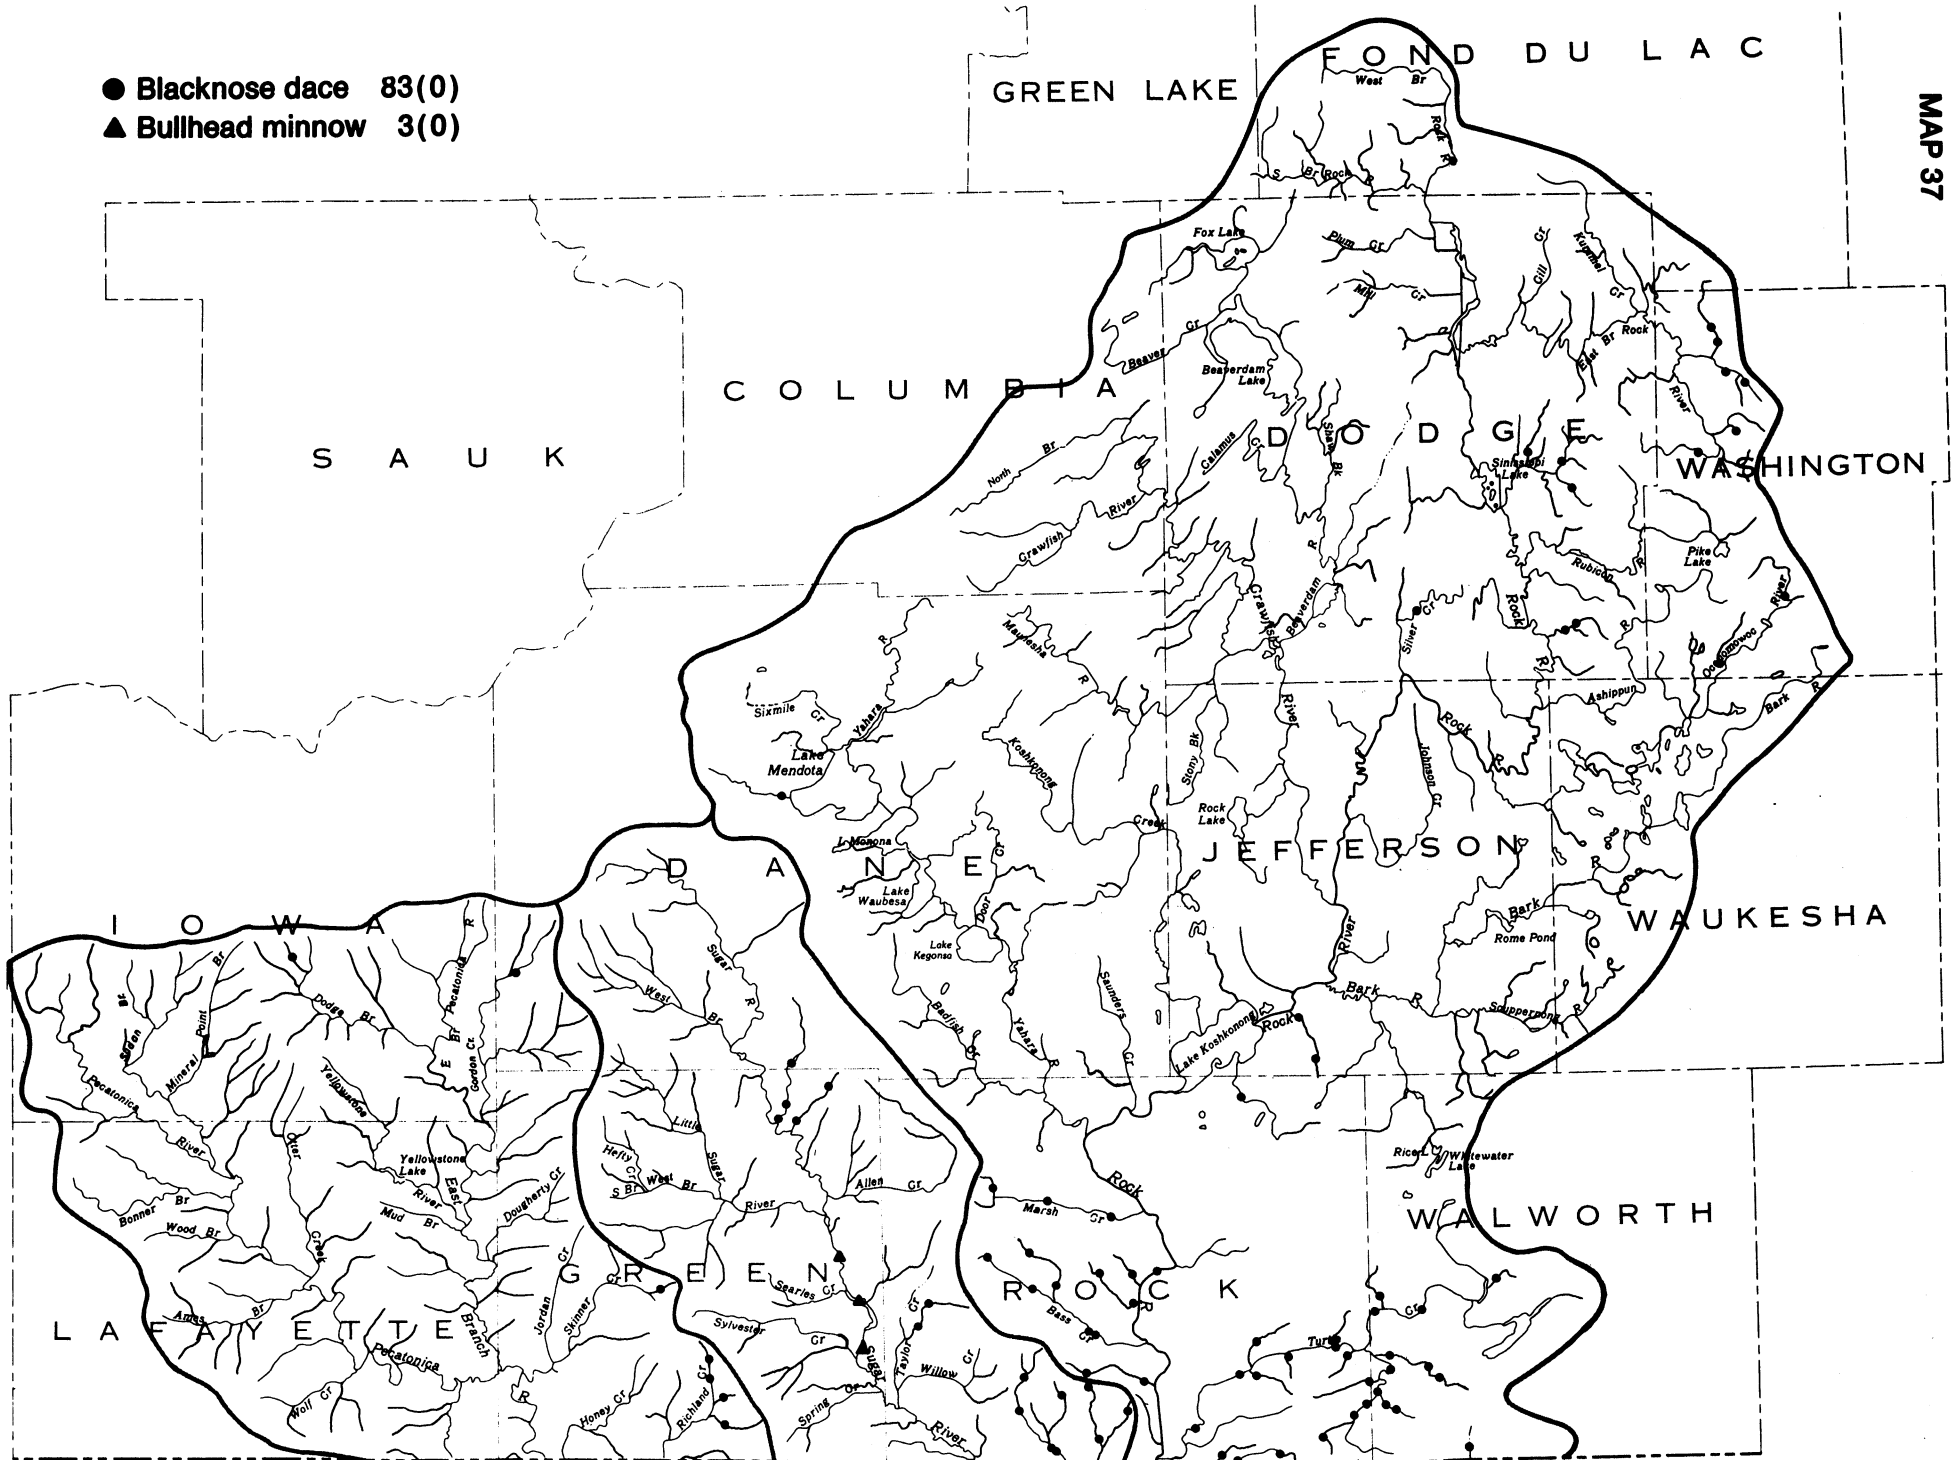 MAP 37
● Blacknose dace 83(0)
▲ Bullhead minnow 3(0)
FOND DU LAC
GREEN LAKE
West Br
Rock R
S Br Rock R
Fox Lake
Plum Cr
Mill Cr
Gill Cr
Kummel Cr
East Br Rock
River
Beaver Cr
Beaverdam Lake
COLUMBIA
SAUK
DODGE
WASHINGTON
North Br
Calamus Cr
Shaw Bk
Sinissippi Lake
Crawfish River
Rubicon R
Pike Lake
Crawfish
Beaverdam R
Rock
R
R
Silver Cr
Oconomowoc River
Maunesha R
Ashippun
Bark R
Sixmile Cr
Yahara R
Lake Mendota
Koshkonong
Creek
Stony Bk
River
Johnson Cr
Rock R
Rock Lake
L Monona
JEFFERSON
DANE
Lake Waubesa
Door Cr
Lake Kegonsa
WAUKESHA
Bark R
Rome Pond
River
Bark R
Scuppernong R
IOWA
Br
Pecatonica R
E Br
Gordon Cr
Dodge Br
Mineral Point
Pecatonica
River
Sugar R
West Br
Badfish Cr
Yahara R
Saunders Cr
Lake Koshkonong
Rock
Yellowstone
Yellowstone Lake
River
Otter
Creek
East
Branch
Dougherty Cr
Bonner Br
Wood Br
Mud Br
Little
Sugar
Hefty Cr
S Br
West Br
River
Allen Cr
Rice L
Whitewater Lake
WALWORTH
Rock
R
Marsh Cr
GREEN
ROCK
Jordan Cr
Skinner Cr
Searles Cr
Sylvester Cr
Sugar
River
Taylor Cr
Willow Cr
Spring Cr
Bass Cr
Turtle
Cr
LAFAYETTE
Ames Br
Pecatonica
R
Wolf Cr
Honey Cr
Richland Cr